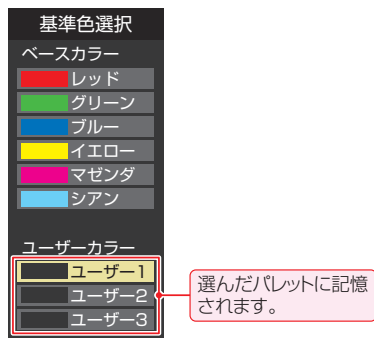 基準色選択
ベースカラー
レッド
グリーン
ブルー
イエロー
マゼンダ
シアン
ユーザーカラー
ユーザー1
ユーザー2
ユーザー3
選んだパレットに記憶
されます。